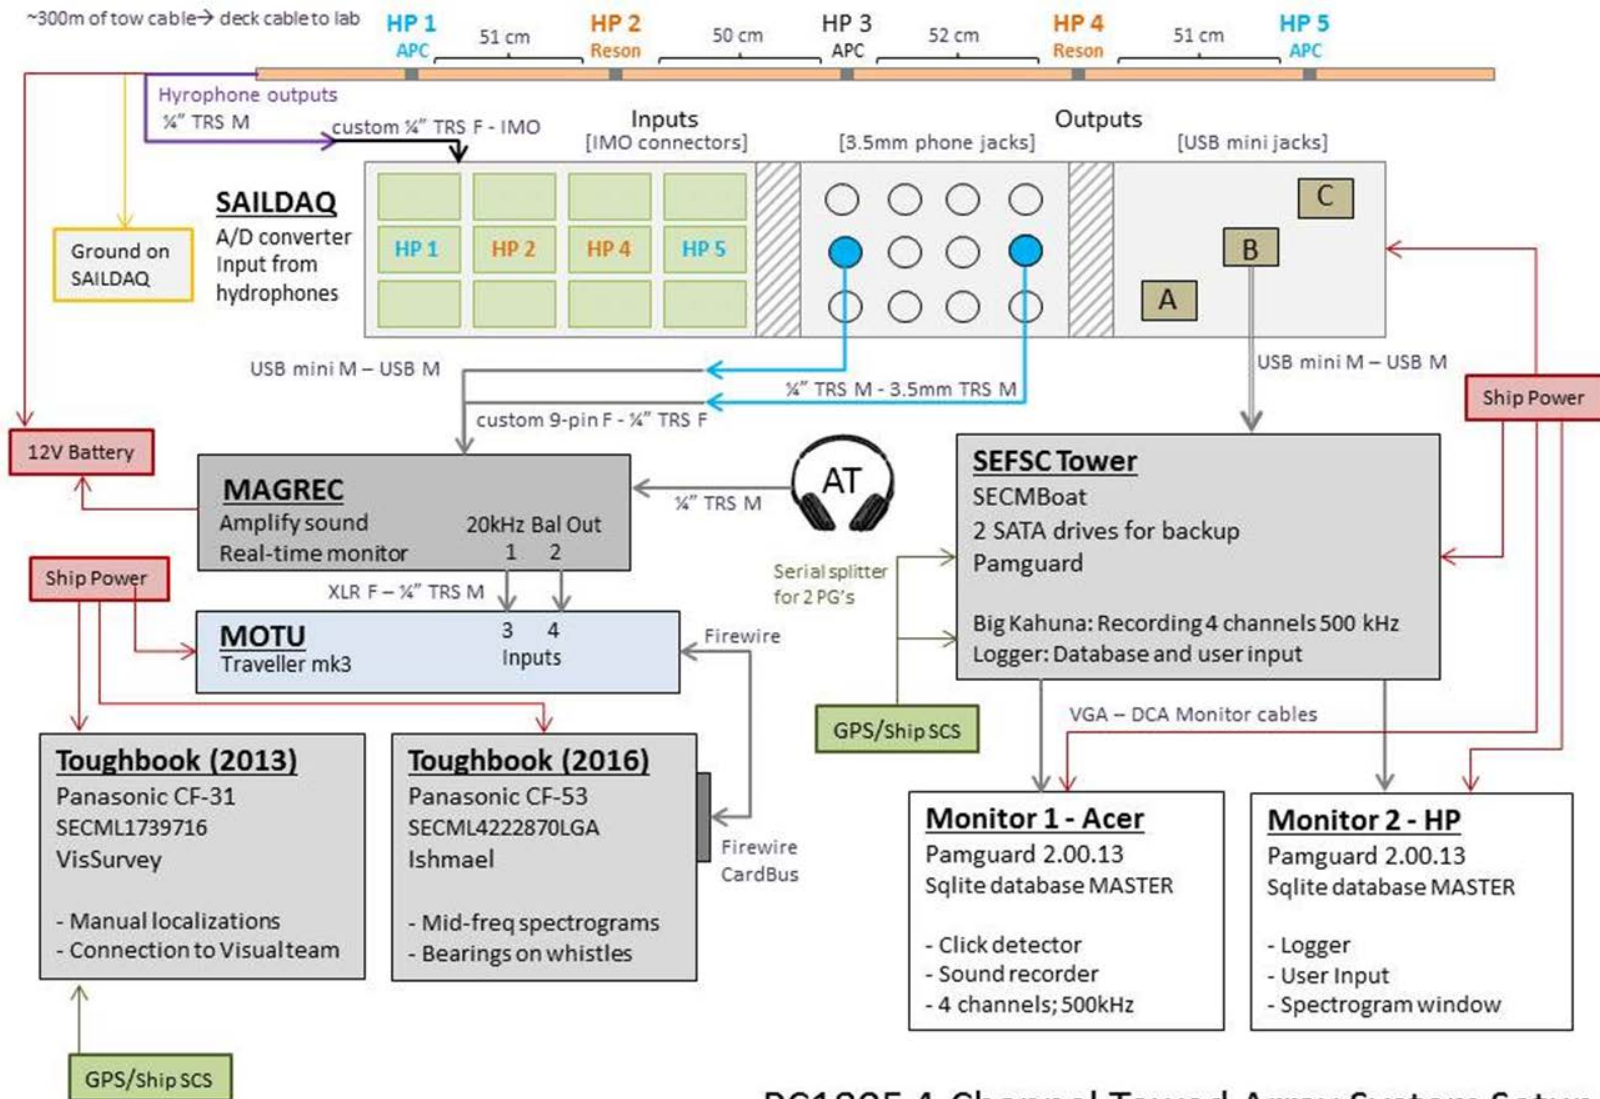 ~300m of tow cable→ deck cable to lab
HP 1
APC
51 cm
HP 2
Reson
50 cm
HP 3
APC
52 cm
HP 4
Reson
51 cm
HP 5
APC
Hyrophone outputs
¼” TRS M
custom ¼” TRS F - IMO
Inputs
[IMO connectors]
[3.5mm phone jacks]
Outputs
[USB mini jacks]
Ground on
SAILDAQ
SAILDAQ
A/D converter
Input from
hydrophones
HP 1
HP 2
HP 4
HP 5
C
B
A
USB mini M – USB M
¼” TRS M - 3.5mm TRS M
custom 9-pin F - ¼” TRS F
USB mini M – USB M
Ship Power
12V Battery
MAGREC
Amplify sound
Real-time monitor
20kHz Bal Out
1 2
AT
¼” TRS M
SEFSC Tower
SECMBoat
2 SATA drives for backup
Pamguard
Big Kahuna: Recording 4 channels 500 kHz
Logger: Database and user input
Serial splitter
for 2 PG’s
Ship Power
XLR F – ¼” TRS M
MOTU
Traveller mk3
3 4
Inputs
Firewire
GPS/Ship SCS
VGA – DCA Monitor cables
Toughbook (2013)
Panasonic CF-31
SECML1739716
VisSurvey
- Manual localizations
- Connection to Visual team
Toughbook (2016)
Panasonic CF-53
SECML4222870LGA
Ishmael
- Mid-freq spectrograms
- Bearings on whistles
Firewire
CardBus
Monitor 1 - Acer
Pamguard 2.00.13
Sqlite database MASTER
- Click detector
- Sound recorder
- 4 channels; 500kHz
Monitor 2 - HP
Pamguard 2.00.13
Sqlite database MASTER
- Logger
- User Input
- Spectrogram window
GPS/Ship SCS
4-Channel Towed Array System Setup